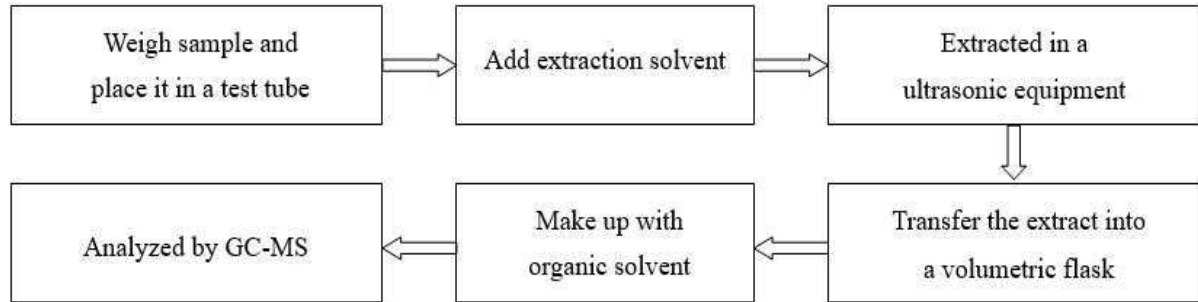 Weigh sample and
place it in a test tube
Add extraction solvent
Extracted in a
ultrasonic equipment
Transfer the extract into
a volumetric flask
Make up with
organic solvent
Analyzed by GC-MS